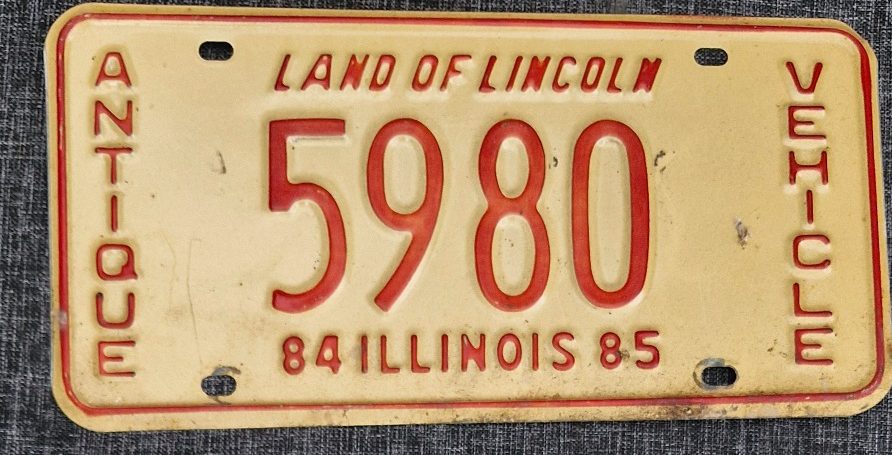 ANTIQUE
LAND OF LINCOLN
5980
84 ILLINOIS 85
VEHICLE